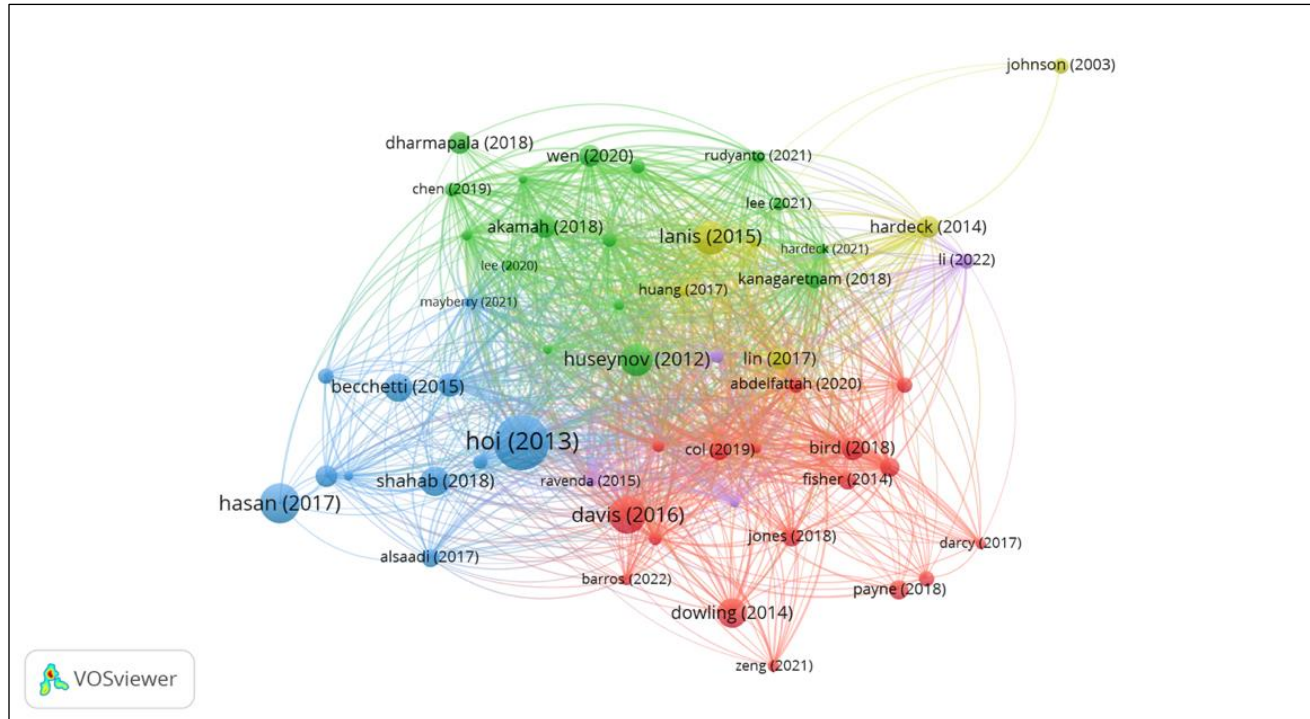 johnson (2003)
dharmapala (2018)
wen (2020)
rudyanto (2021)
chen (2019)
lee (2021)
akamah (2018)
lanis (2015)
hardeck (2014)
hardeck (2021)
lee (2020)
li (2022)
kanagaretnam (2018)
huang (2017)
mayberry (2021)
huseynov (2012)
lin (2017)
becchetti (2015)
abdelfattah (2020)
hoi (2013)
col (2019)
bird (2018)
shahab (2018)
ravenda (2015)
fisher (2014)
hasan (2017)
davis (2016)
jones (2018)
darcy (2017)
alsaadi (2017)
barros (2022)
payne (2018)
dowling (2014)
zeng (2021)
VOSviewer